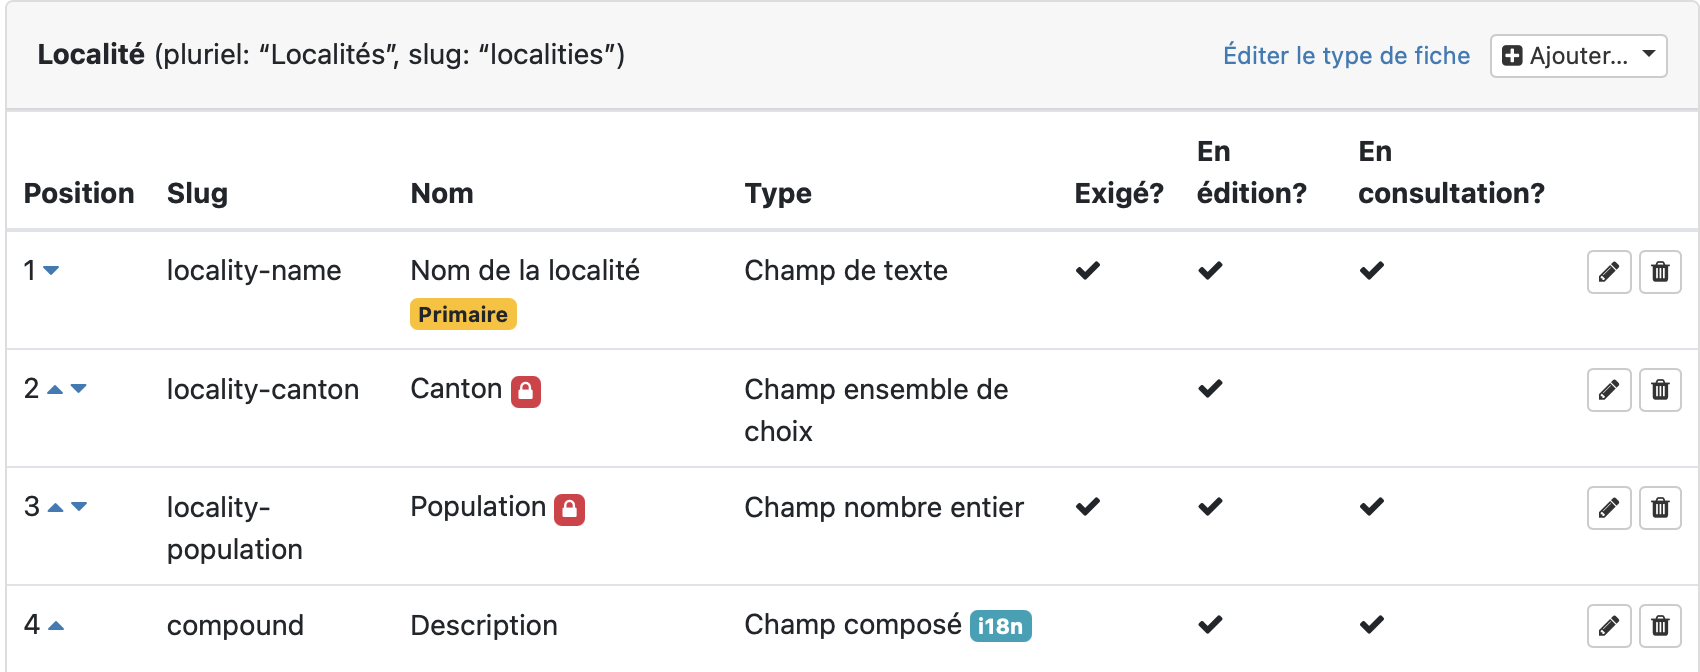 Localité (pluriel: “Localités”, slug: “localities”)
Éditer le type de fiche
Ajouter...
Position Slug Nom Type Exigé? En édition? En consultation?
1 locality-name Nom de la localité Champ de texte
Primaire
2 locality-canton Canton Champ ensemble de
choix
3 locality- Population Champ nombre entier
population
4 compound Description Champ composé i18n